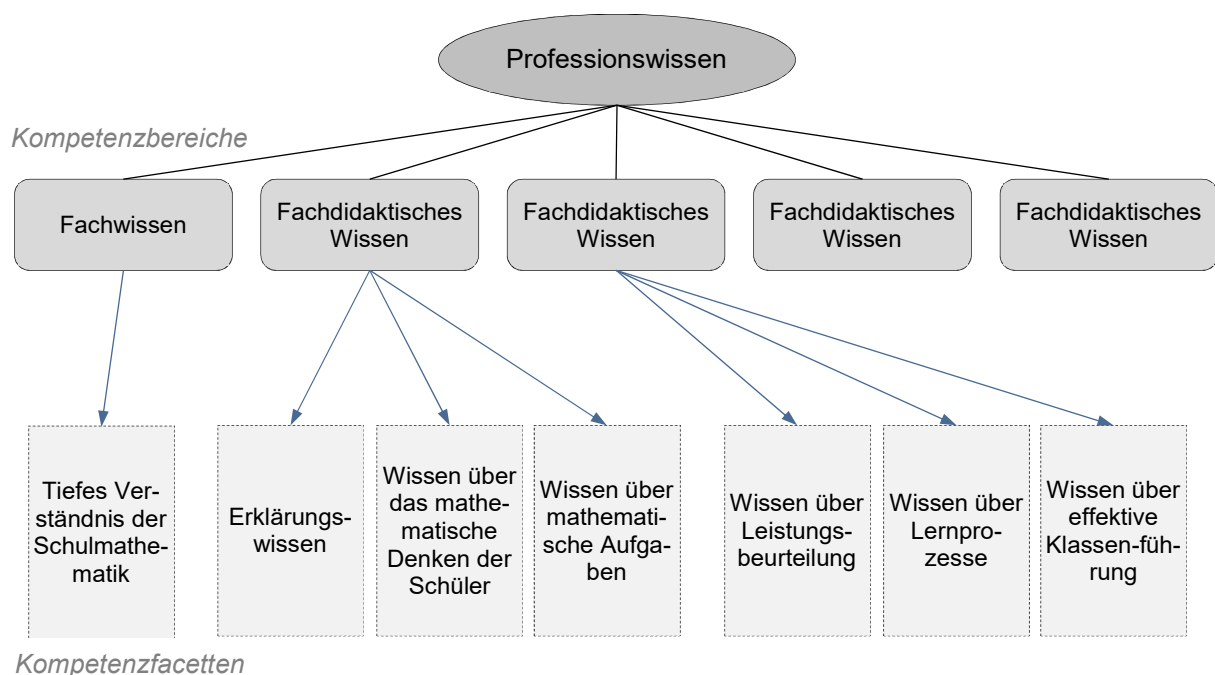 Professionswissen
Kompetenzbereiche
Fachwissen
Fachdidaktisches
Wissen
Fachdidaktisches
Wissen
Fachdidaktisches
Wissen
Fachdidaktisches
Wissen
Tiefes Ver-
ständnis der
Schulmathe-
matik
Erklärungs-
wissen
Wissen über
das mathe-
matische
Denken der
Schüler
Wissen über
mathemati-
sche Aufga-
ben
Wissen über
Leistungs-
beurteilung
Wissen über
Lernpro-
zesse
Wissen über
effektive
Klassen-füh-
rung
Kompetenzfacetten